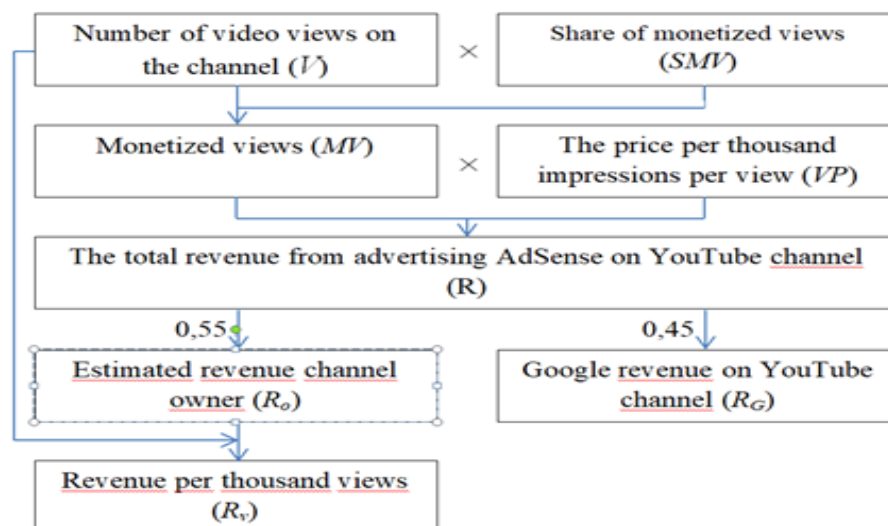 Number of video views on
the channel (V)
×
Share of monetized views
(SMV)
Monetized views (MV)
×
The price per thousand
impressions per view (VP)
The total revenue from advertising AdSense on YouTube channel
(R)
0,55
0,45
Estimated revenue channel
owner (Ro)
Google revenue on YouTube
channel (RG)
Revenue per thousand views
(Rv)